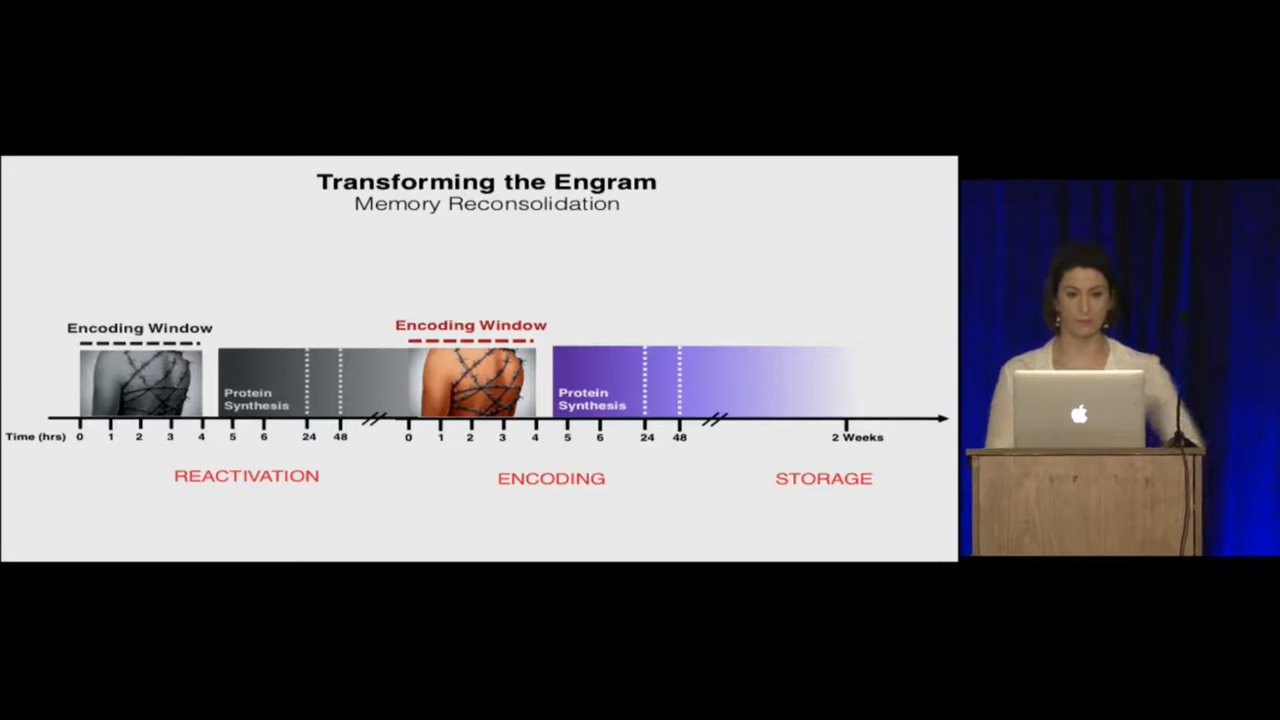 Transforming the Engram
Memory Reconsolidation
Encoding Window
Encoding Window
Protein
Synthesis
Protein
Synthesis
Time (hrs) 0 1 2 3 4 5 6 24 48 0 1 2 3 4 5 6 24 48 2 Weeks
REACTIVATION ENCODING STORAGE